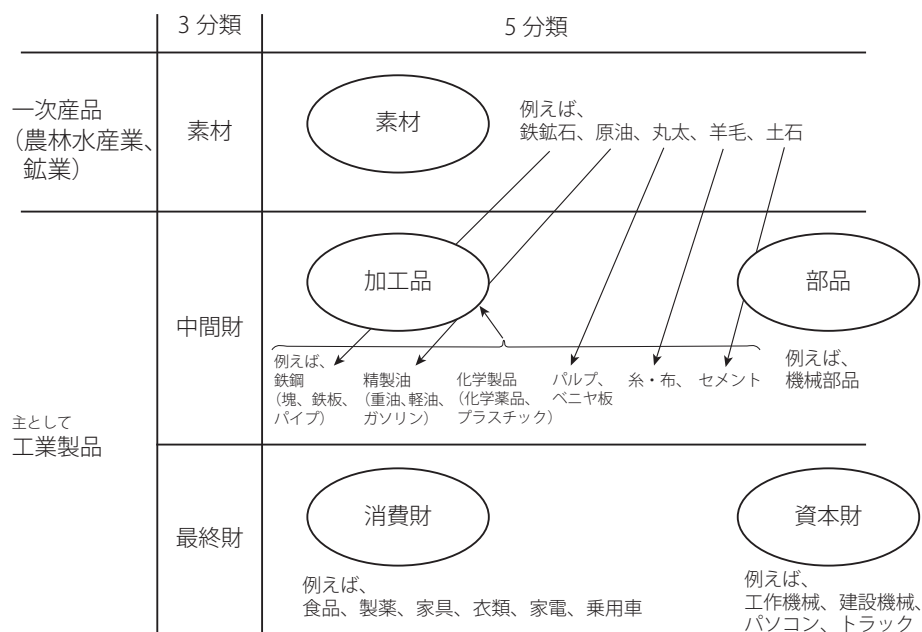 3 分類
5 分類
一次産品
（農林水産業、
鉱業）
素材
素材
例えば、
鉄鉱石、原油、丸太、羊毛、土石
主として
工業製品
中間財
加工品
部品
例えば、
鉄鋼
（塊、鉄板、
パイプ）
精製油
（重油、軽油、
ガソリン）
化学製品
（化学薬品、
プラスチック）
パルプ、
ベニヤ板
糸・布、
セメント
例えば、
機械部品
最終財
消費財
資本財
例えば、
食品、製薬、家具、衣類、家電、乗用車
例えば、
工作機械、建設機械、
パソコン、トラック